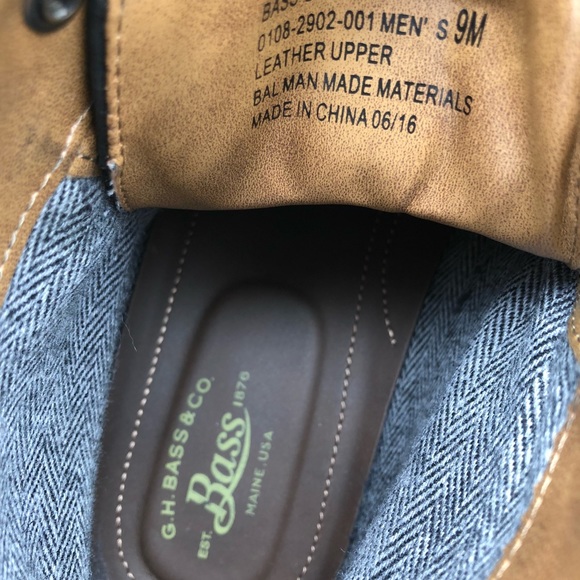 BASS
0108-2902-001 MEN'S 9M
LEATHER UPPER
BAL MAN MADE MATERIALS
MADE IN CHINA 06/16
G.H. BASS & CO.
EST. Bass 1876
MAINE, USA